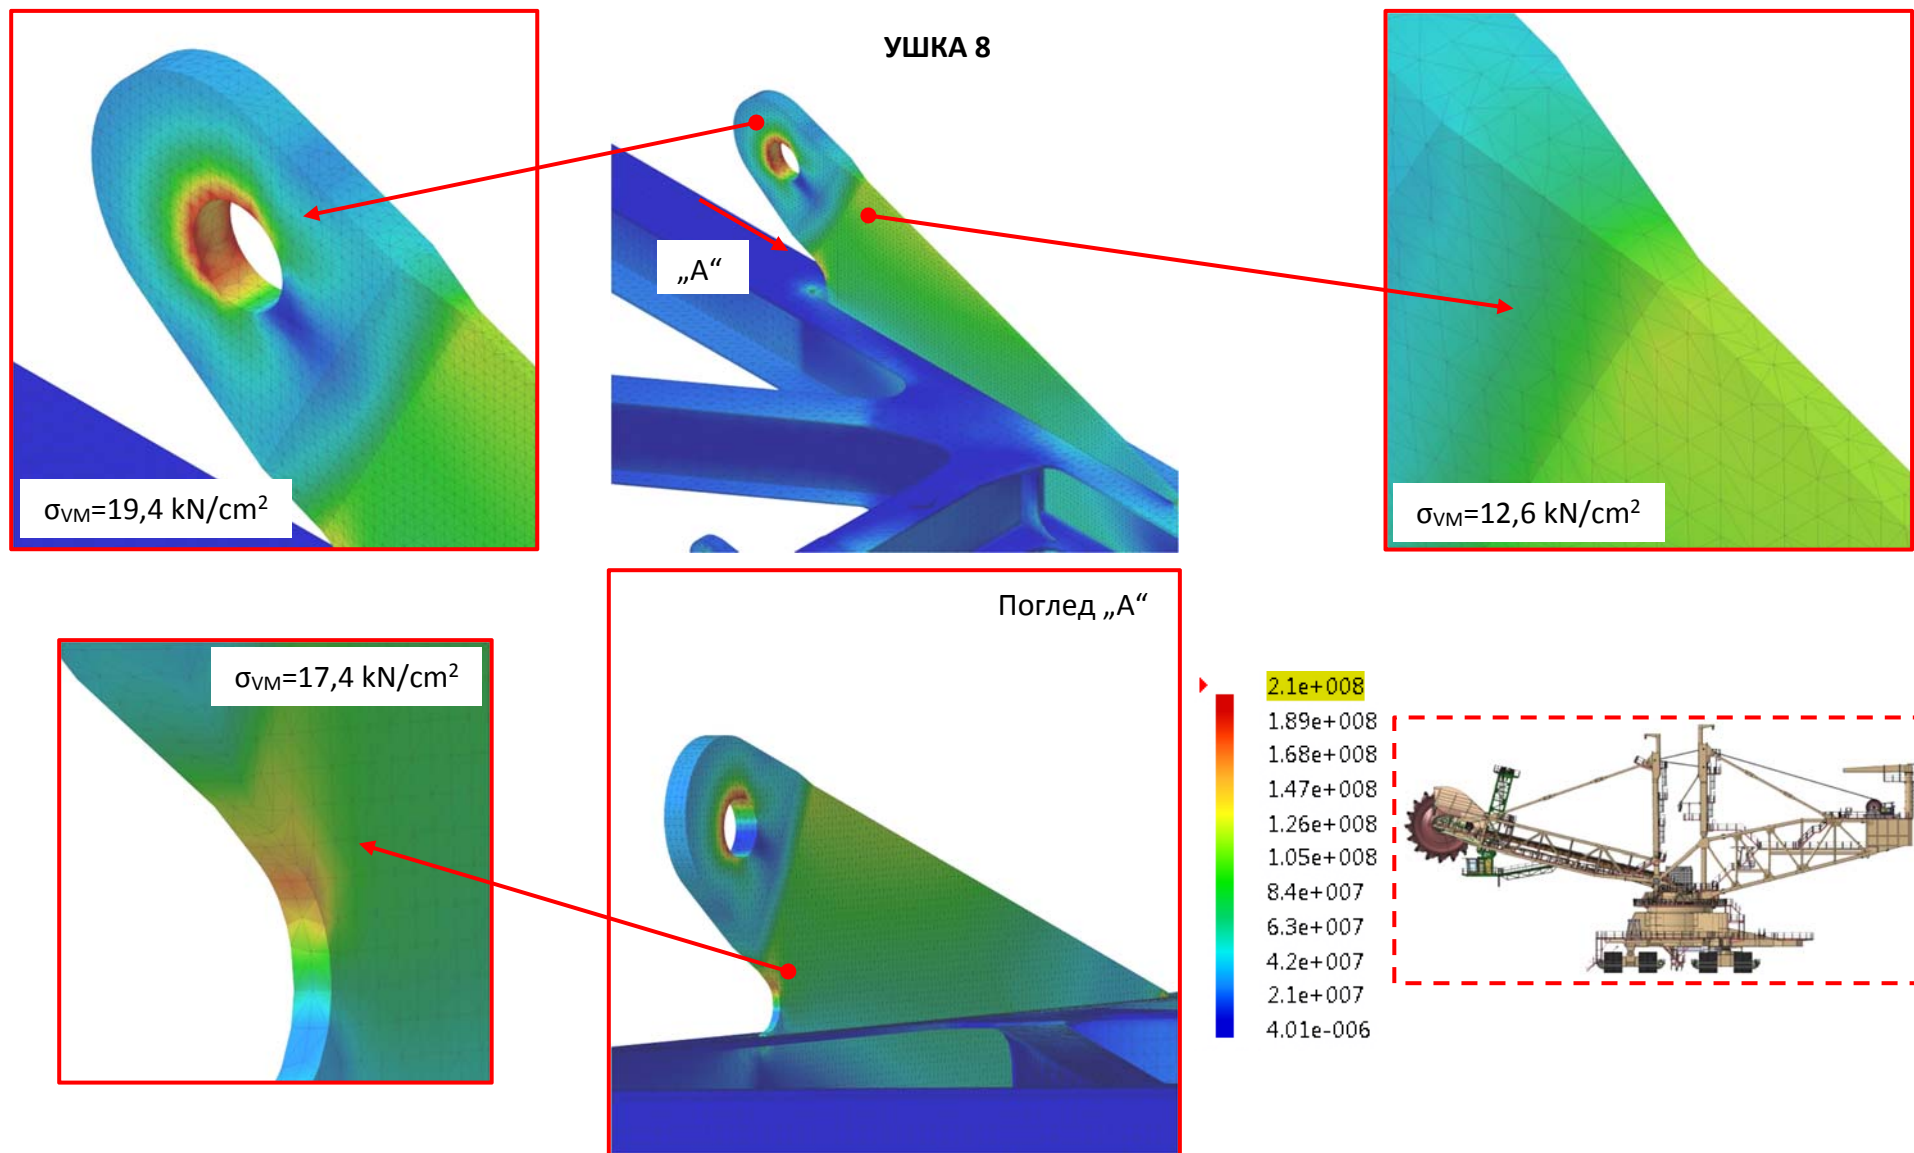 УШКА 8
„А“
σVM=19,4 kN/cm²
σVM=12,6 kN/cm²
Поглед „А“
σVM=17,4 kN/cm²
2.1e+008
1.89e+008
1.68e+008
1.47e+008
1.26e+008
1.05e+008
8.4e+007
6.3e+007
4.2e+007
2.1e+007
4.01e-006